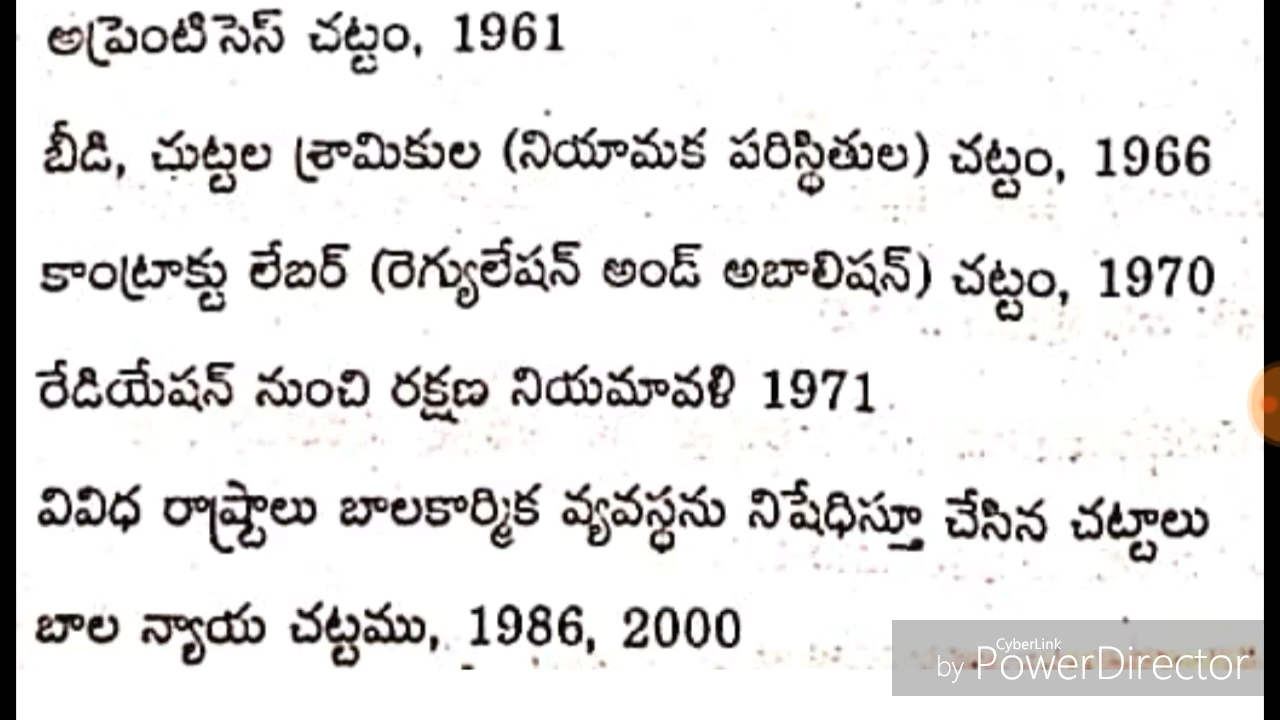 అప్రెంటిసెస్ చట్టం, 1961
బీడి, చుట్టల శ్రామికుల (నియామక పరిస్థితుల) చట్టం, 1966
కాంట్రాక్టు లేబర్ (రెగ్యులేషన్ అండ్ అబాలిషన్) చట్టం, 1970
రేడియేషన్ నుంచి రక్షణ నియమావళి 1971
వివిధ రాష్ట్రాలు బాలకార్మిక వ్యవస్థను నిషేధిస్తూ చేసిన చట్టాలు
బాల న్యాయ చట్టము, 1986, 2000
CyberLink
by PowerDirector